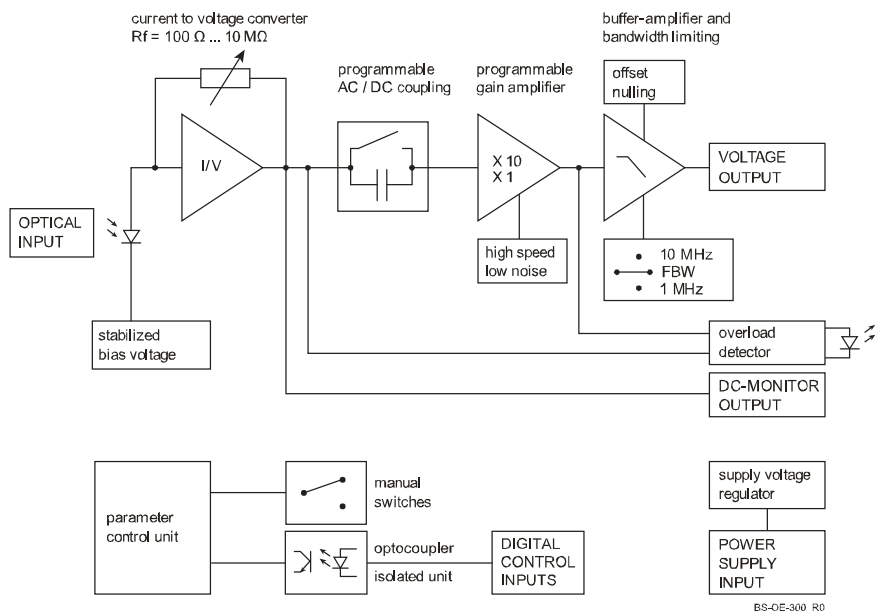 current to voltage converter
Rf = 100 Ω ... 10 MΩ
programmable
AC / DC coupling
programmable
gain amplifier
buffer-amplifier and
bandwidth limiting
offset
nulling
I/V
X 10
X 1
VOLTAGE
OUTPUT
OPTICAL
INPUT
high speed
low noise
10 MHz
FBW
1 MHz
stabilized
bias voltage
overload
detector
DC-MONITOR
OUTPUT
parameter
control unit
manual
switches
optocoupler
isolated unit
DIGITAL
CONTROL
INPUTS
supply voltage
regulator
POWER
SUPPLY
INPUT
BS-OE-300_R0